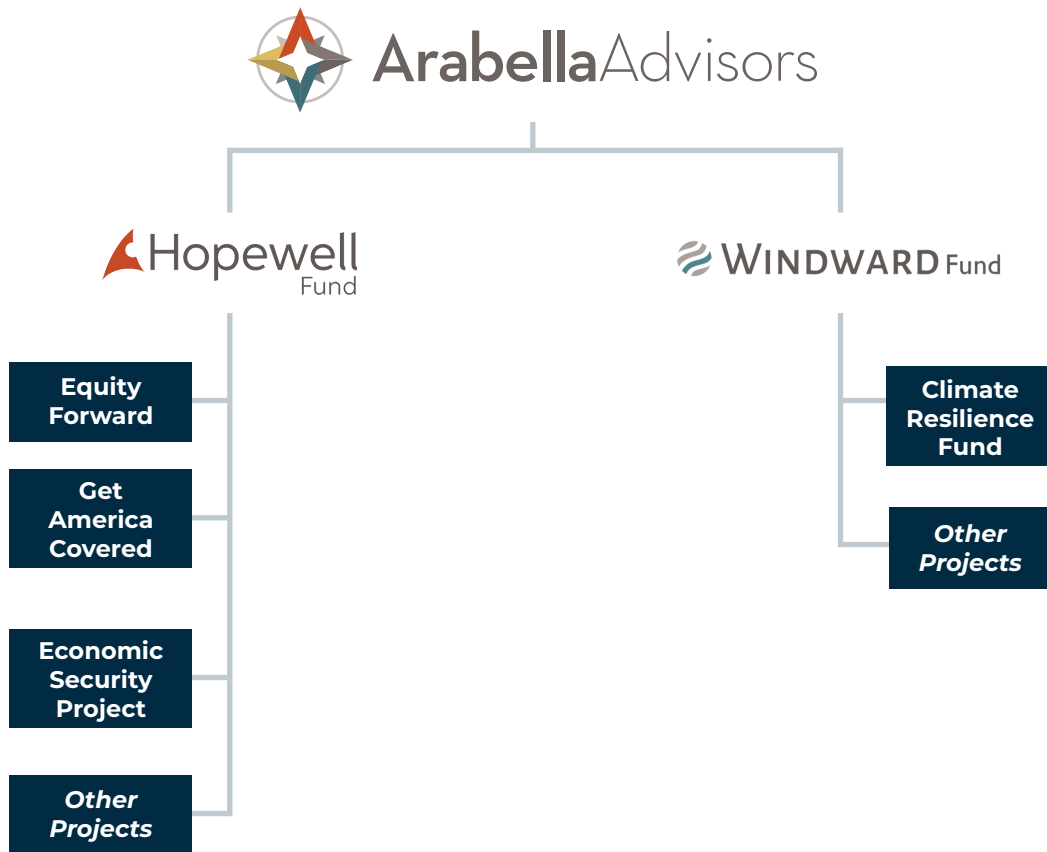 ArabellaAdvisors
Hopewell
Fund
WINDWARD Fund
Equity
Forward
Get
America
Covered
Economic
Security
Project
Other
Projects
Climate
Resilience
Fund
Other
Projects